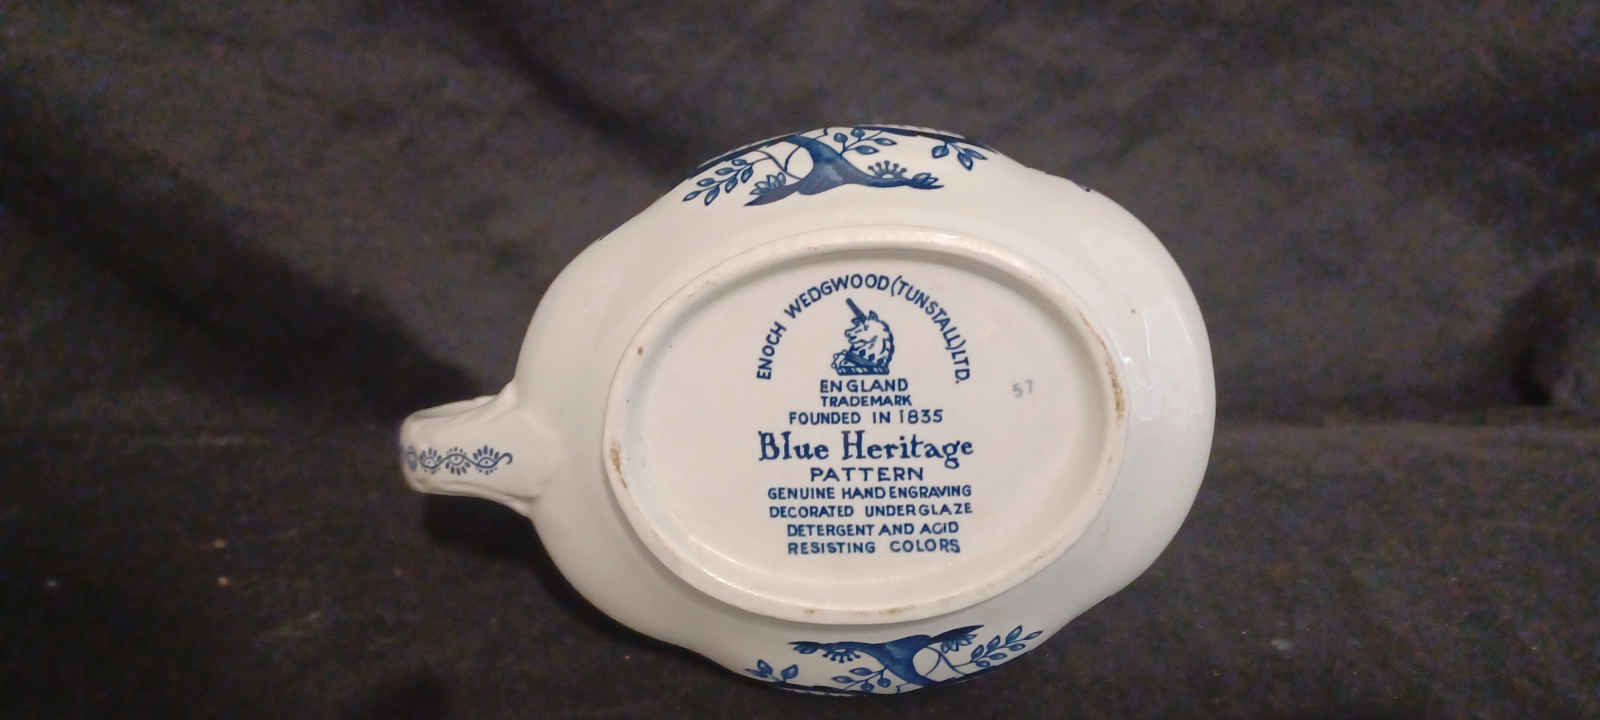 ENOCH WEDGWOOD (TUNSTALL) LTD.
ENGLAND
TRADEMARK
FOUNDED IN 1835
Blue Heritage
PATTERN
GENUINE HAND ENGRAVING
DECORATED UNDERGLAZE
DETERGENT AND ACID
RESISTING COLORS
57